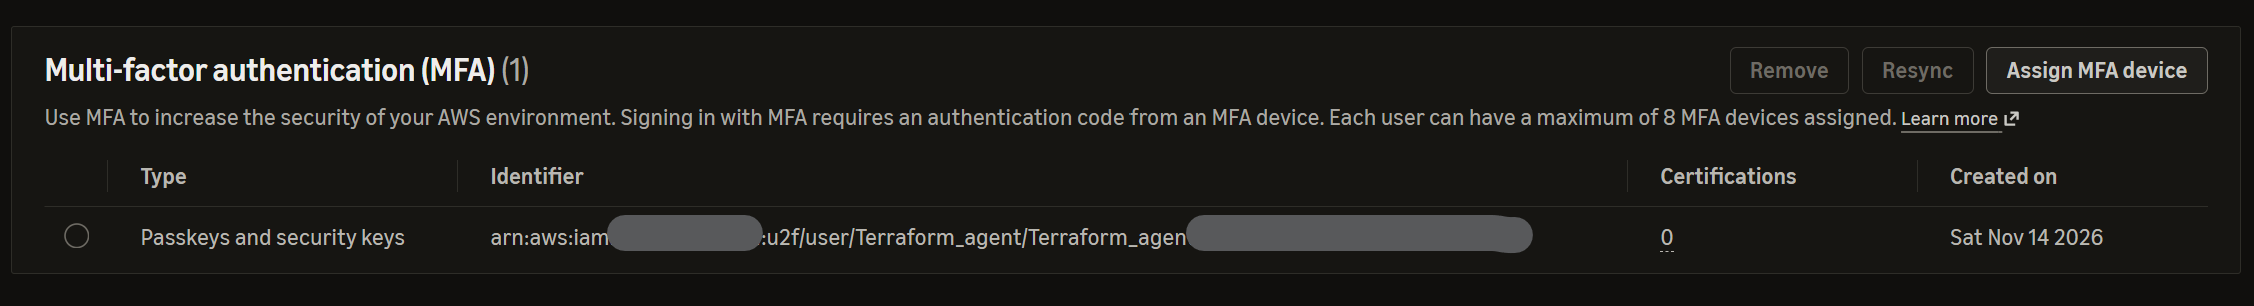 Multi-factor authentication (MFA) (1)
Remove
Resync
Assign MFA device
Use MFA to increase the security of your AWS environment. Signing in with MFA requires an authentication code from an MFA device. Each user can have a maximum of 8 MFA devices assigned. Learn more
Type
Identifier
Certifications
Created on
Passkeys and security keys
arn:aws:iam :u2f/user/Terraform_agent/Terraform_agen
0
Sat Nov 14 2026